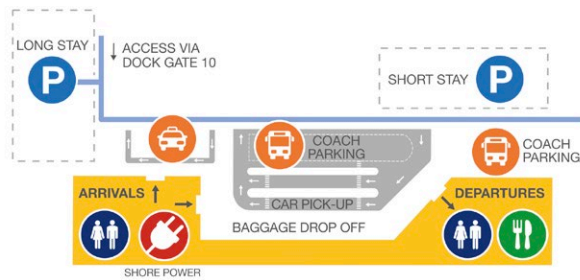 LONG STAY
P
ACCESS VIA
DOCK GATE 10
SHORT STAY
P
COACH
PARKING
COACH
PARKING
ARRIVALS
CAR PICK-UP
DEPARTURES
BAGGAGE DROP OFF
SHORE POWER